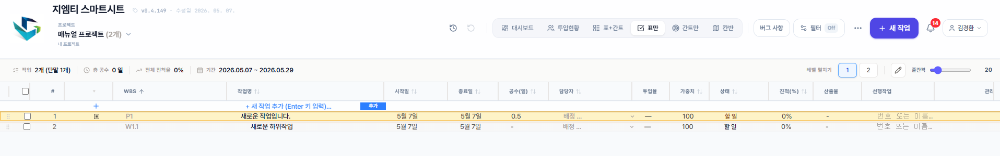 지엠티 스마트시트 v0.4.149 · 수정일 2026. 05. 07.
프로젝트
매뉴얼 프로젝트 (2개)
내 프로젝트
대시보드 투입현황 표+간트 표만 간트만 칸반 버그 사항 필터 Off ••• + 새 작업 14 김경환
작업 2개 (단말 1개) 총 공수 0 일 전체 진척율 0% 기간 2026.05.07 ~ 2026.05.29 레벨 펼치기 1 2 줄간격 20
# WBS ↑ 작업명 시작일 종료일 공수(일) 담당자 투입율 가중치 상태 진척(%) 산출물 선행작업 관리
+ + 새 작업 추가 (Enter 키 입력)... 추가
1 P1 새로운 작업입니다. 5월 7일 5월 7일 0.5 배정 ... — 100 할 일 0% - 번호 또는 이름...
2 W1.1 새로운 하위작업 5월 7일 5월 7일 - 배정 ... — 100 할 일 0% - 번호 또는 이름...